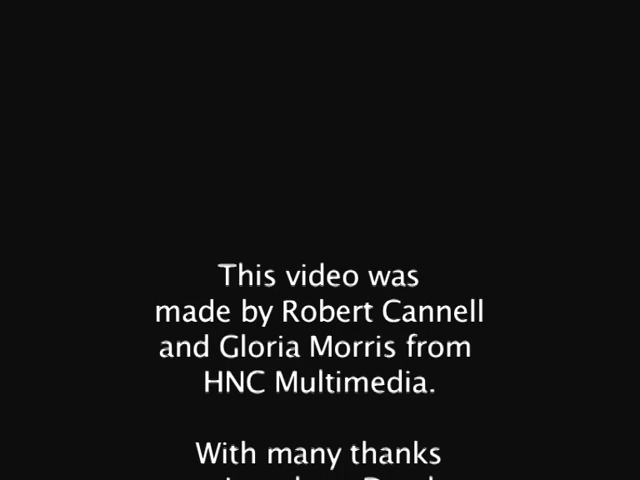 This video was
made by Robert Cannell
and Gloria Morris from
HNC Multimedia.
With many thanks